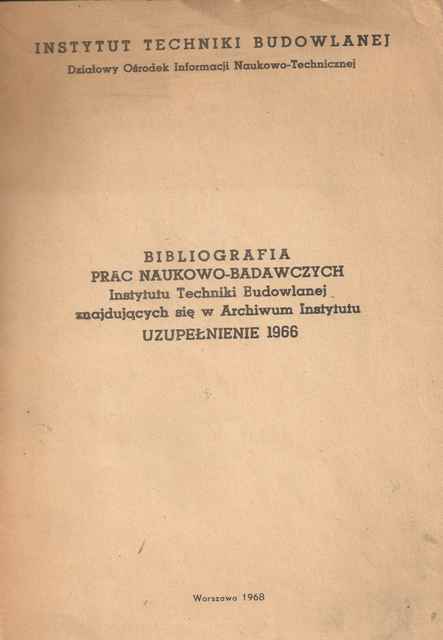 INSTYTUT TECHNIKI BUDOWLANEJ
Działowy Ośrodek Informacji Naukowo-Technicznej
BIBLIOGRAFIA
PRAC NAUKOWO-BADAWCZYCH
Instytutu Techniki Budowlanej
znajdujących się w Archiwum Instytutu
UZUPEŁNIENIE 1966
Warszawa 1968